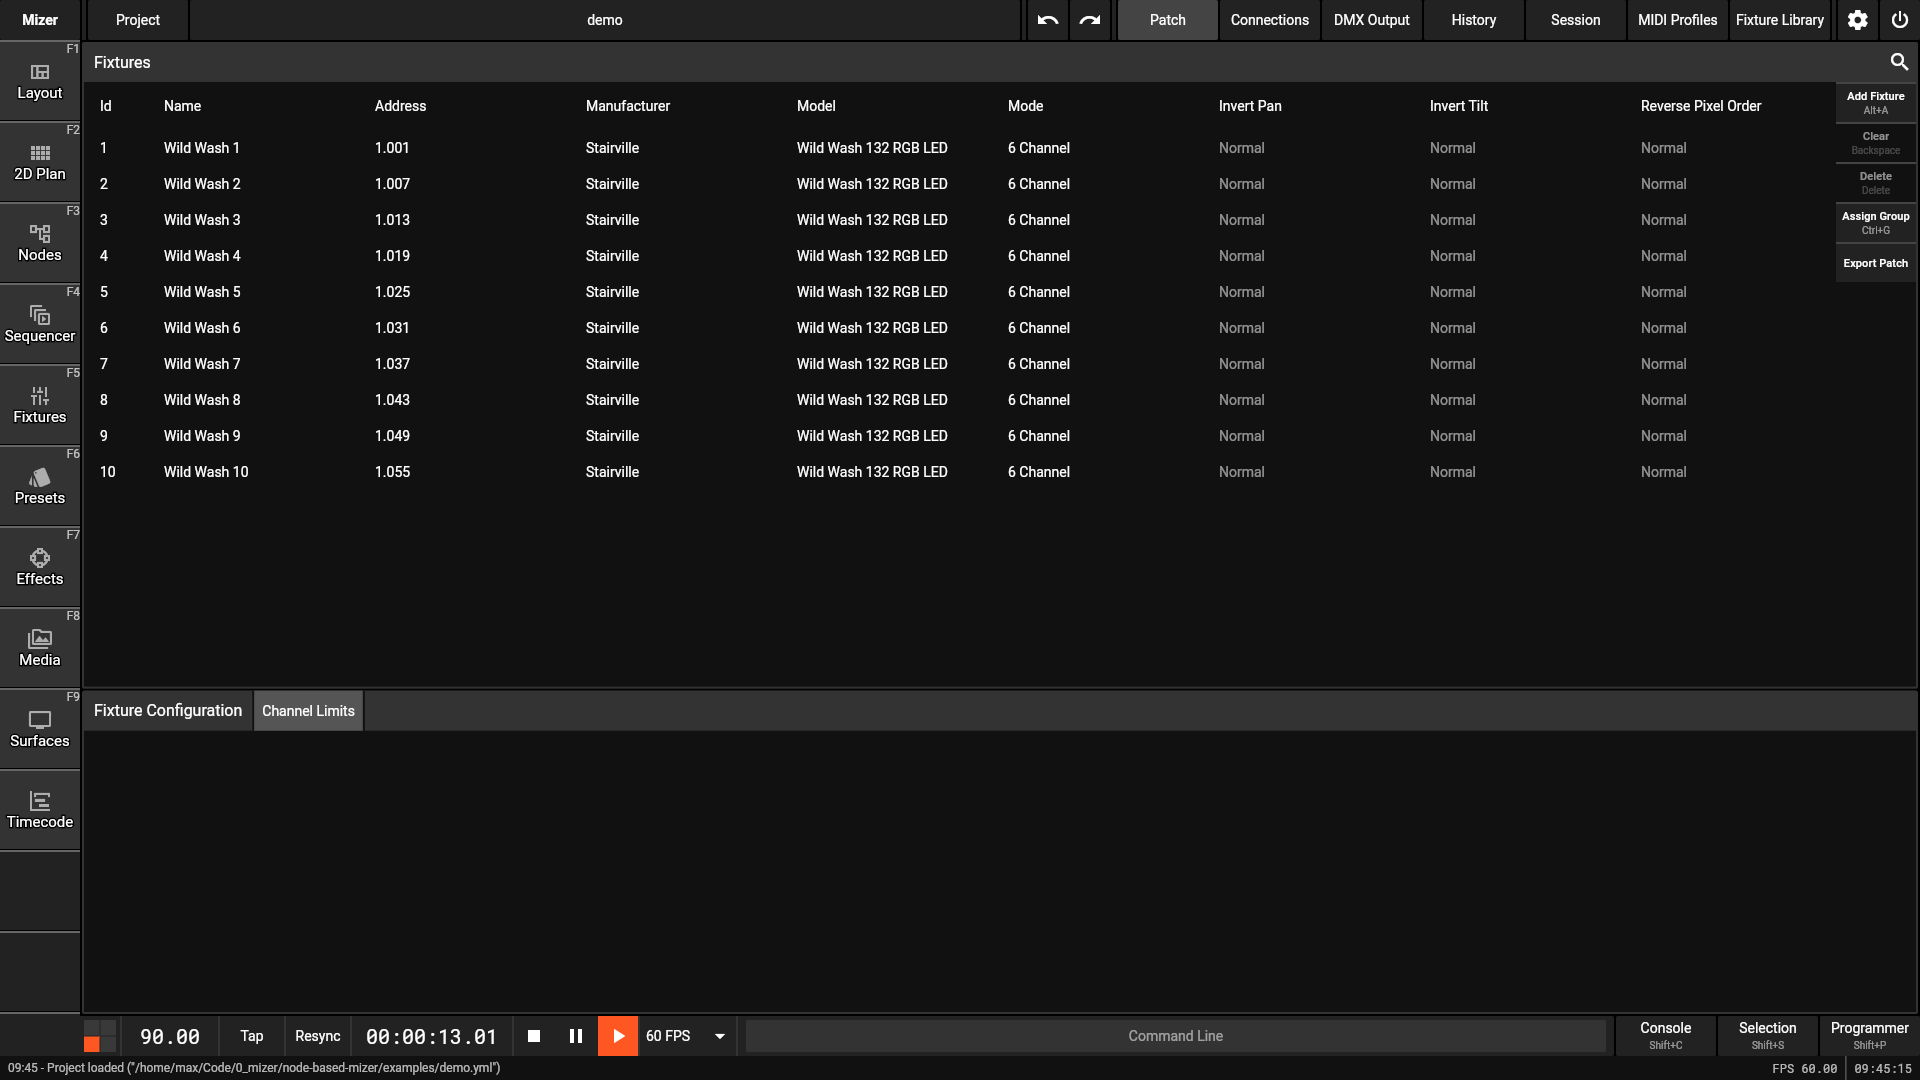 Mizer Project demo Patch Connections DMX Output History Session MIDI Profiles Fixture Library
F1 Layout
F2 2D Plan
F3 Nodes
F4 Sequencer
F5 Fixtures
F6 Presets
F7 Effects
F8 Media
F9 Surfaces
Timecode
Fixtures
Id Name Address Manufacturer Model Mode Invert Pan Invert Tilt Reverse Pixel Order
1 Wild Wash 1 1.001 Stairville Wild Wash 132 RGB LED 6 Channel Normal Normal Normal
2 Wild Wash 2 1.007 Stairville Wild Wash 132 RGB LED 6 Channel Normal Normal Normal
3 Wild Wash 3 1.013 Stairville Wild Wash 132 RGB LED 6 Channel Normal Normal Normal
4 Wild Wash 4 1.019 Stairville Wild Wash 132 RGB LED 6 Channel Normal Normal Normal
5 Wild Wash 5 1.025 Stairville Wild Wash 132 RGB LED 6 Channel Normal Normal Normal
6 Wild Wash 6 1.031 Stairville Wild Wash 132 RGB LED 6 Channel Normal Normal Normal
7 Wild Wash 7 1.037 Stairville Wild Wash 132 RGB LED 6 Channel Normal Normal Normal
8 Wild Wash 8 1.043 Stairville Wild Wash 132 RGB LED 6 Channel Normal Normal Normal
9 Wild Wash 9 1.049 Stairville Wild Wash 132 RGB LED 6 Channel Normal Normal Normal
10 Wild Wash 10 1.055 Stairville Wild Wash 132 RGB LED 6 Channel Normal Normal Normal
Add Fixture
Alt+A
Clear
Backspace
Delete
Delete
Assign Group
Ctrl+G
Export Patch
Fixture Configuration Channel Limits
90.00 Tap Resync 00:00:13.01 60 FPS Command Line
Console
Shift+C
Selection
Shift+S
Programmer
Shift+P
09:45 - Project loaded ("/home/max/Code/0_mizer/node-based-mizer/examples/demo.yml") FPS 60.00 09:45:15